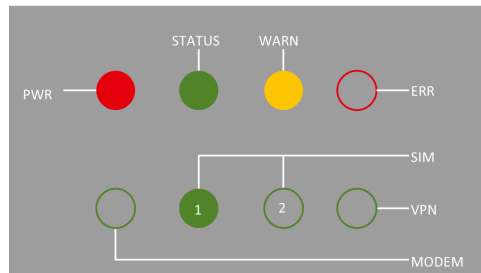 STATUS WARN
PWR ERR
SIM
1 2 VPN
MODEM